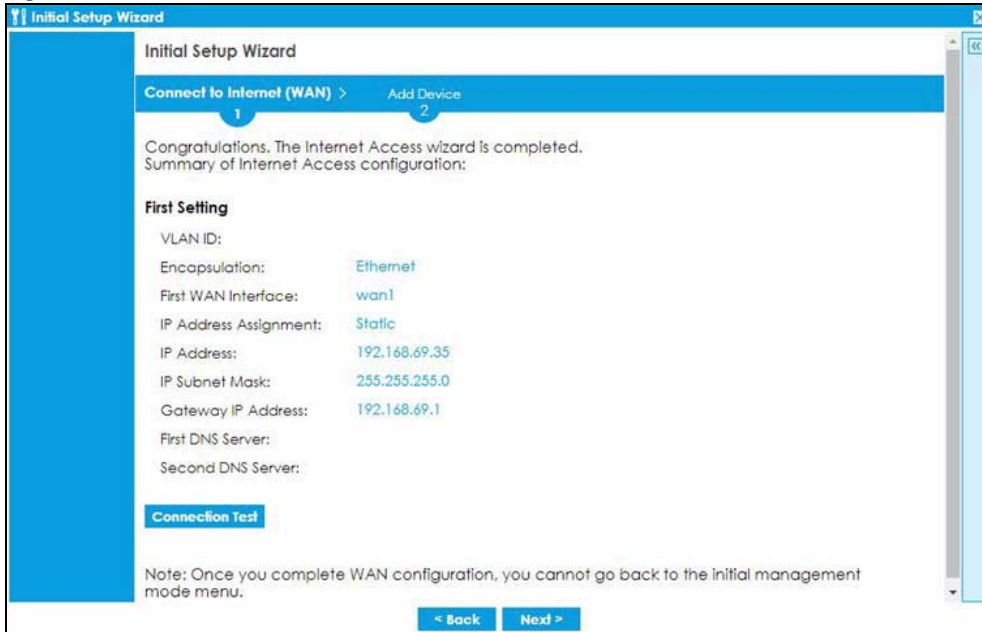 Initial Setup Wizard
Initial Setup Wizard
Connect to Internet (WAN) > Add Device
1 2
Congratulations. The Internet Access wizard is completed.
Summary of Internet Access configuration:
First Setting
VLAN ID:
Encapsulation: Ethernet
First WAN Interface: wan1
IP Address Assignment: Static
IP Address: 192.168.69.35
IP Subnet Mask: 255.255.255.0
Gateway IP Address: 192.168.69.1
First DNS Server:
Second DNS Server:
Connection Test
Note: Once you complete WAN configuration, you cannot go back to the initial management
mode menu.
< Back Next >